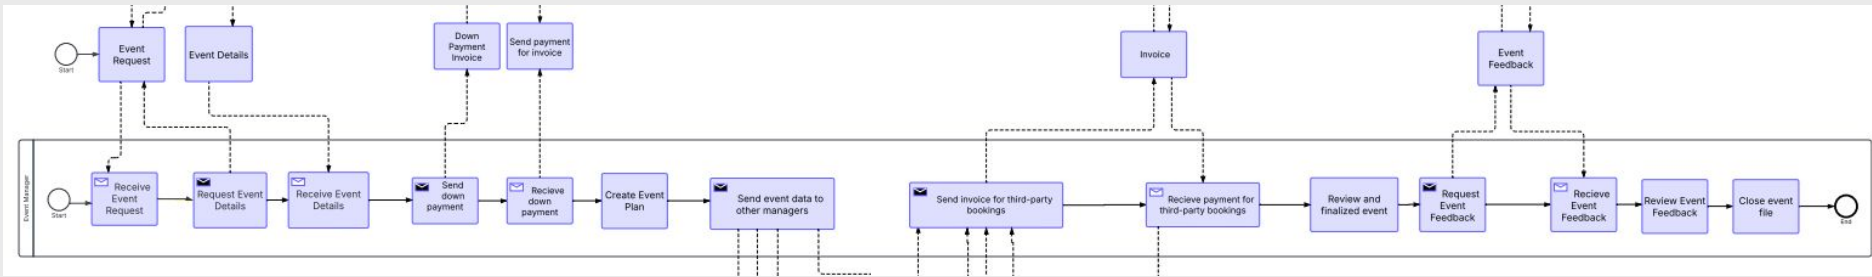 Event
Request
Start
Event Details
Down
Payment
Invoice
Send payment
for invoice
Invoice
Event
Feedback
Event Manager
Start
Receive
Event
Request
Request Event
Details
Receive Event
Details
Send
down
payment
Recieve
down
payment
Create Event
Plan
Send event data to
other managers
Send invoice for third-party
bookings
Recieve payment for
third-party bookings
Review and
finalized event
Request
Event
Feedback
Recieve
Event
Feedback
Review Event
Feedback
Close event
file
End